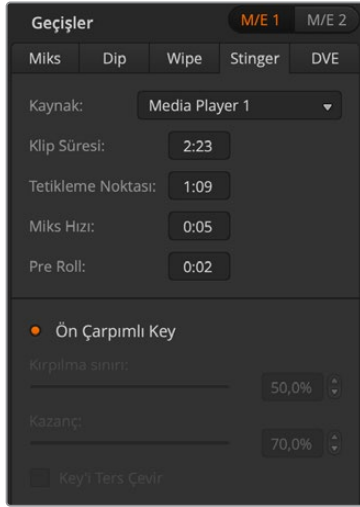 Geçişler M/E 1 M/E 2
Miks Dip Wipe Stinger DVE
Kaynak: Media Player 1
Klip Süresi: 2:23
Tetikleme Noktası: 1:09
Miks Hızı: 0:05
Pre Roll: 0:02
Ön Çarpımlı Key
Kırpılma sınırı:
50,0%
Kazanç:
70,0%
Key'i Ters Çevir